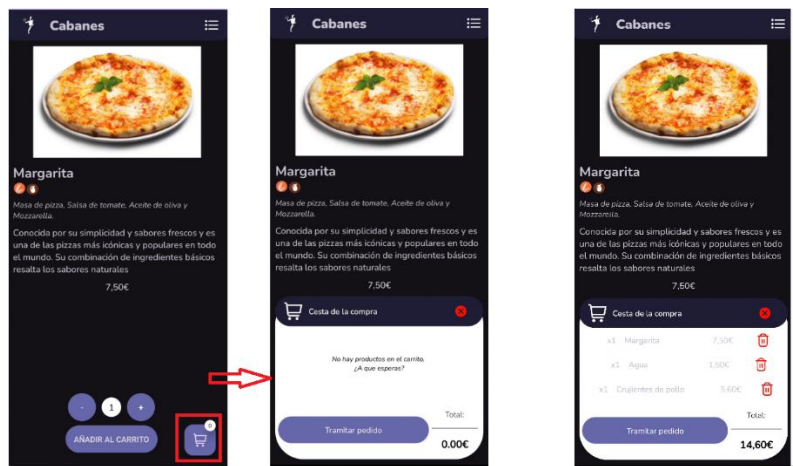 Cabanes
Margarita
Masa de pizza, Salsa de tomate, Aceite de oliva y
Mozzarella.
Conocida por su simplicidad y sabores frescos y es
una de las pizzas más icónicas y populares en todo
el mundo. Su combinación de ingredientes básicos
resalta los sabores naturales
7,50€
- 1 +
AÑADIR AL CARRITO
0
Cabanes
Margarita
Masa de pizza, Salsa de tomate, Aceite de oliva y
Mozzarella.
Conocida por su simplicidad y sabores frescos y es
una de las pizzas más icónicas y populares en todo
el mundo. Su combinación de ingredientes básicos
resalta los sabores naturales
7,50€
Cesta de la compra
No hay productos en el carrito,
¿A que esperas?
Tramitar pedido
Total:
0.00€
Cabanes
Margarita
Masa de pizza, Salsa de tomate, Aceite de oliva y
Mozzarella.
Conocida por su simplicidad y sabores frescos y es
una de las pizzas más icónicas y populares en todo
el mundo. Su combinación de ingredientes básicos
resalta los sabores naturales
7,50€
Cesta de la compra
x1 Margarita 7,50€
x1 Agua 1,50€
x1 Crujientes de pollo 5,60€
Tramitar pedido
Total:
14,60€